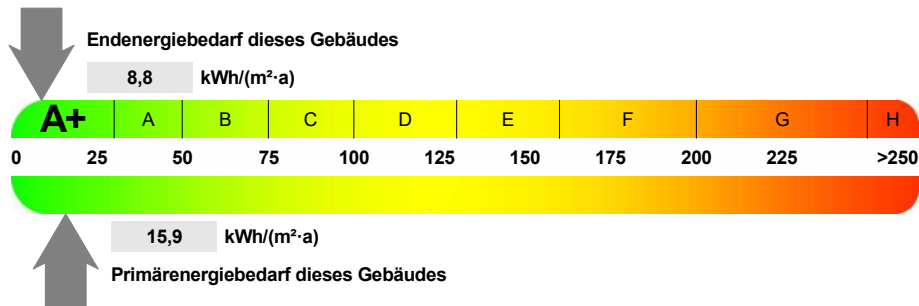 Endenergiebedarf dieses Gebäudes
8,8 kWh/(m²·a)
A+ A B C D E F G H
0 25 50 75 100 125 150 175 200 225 >250
15,9 kWh/(m²·a)
Primärenergiebedarf dieses Gebäudes